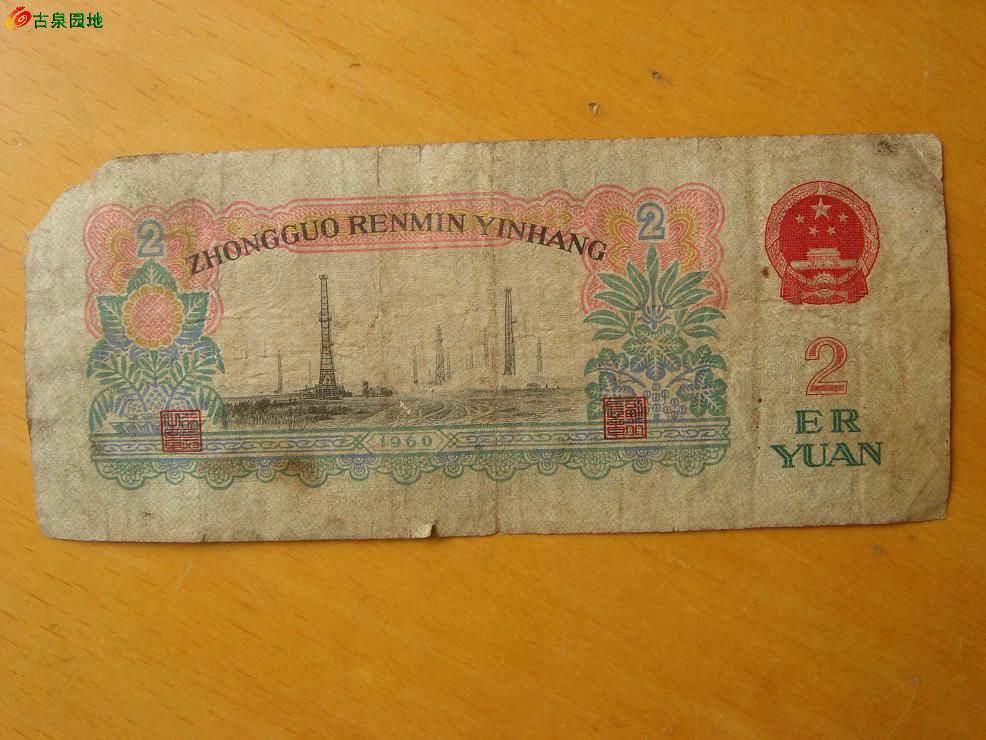 古泉园地
ZHONGGUO RENMIN YINHANG
2
2
1960
2
ER
YUAN